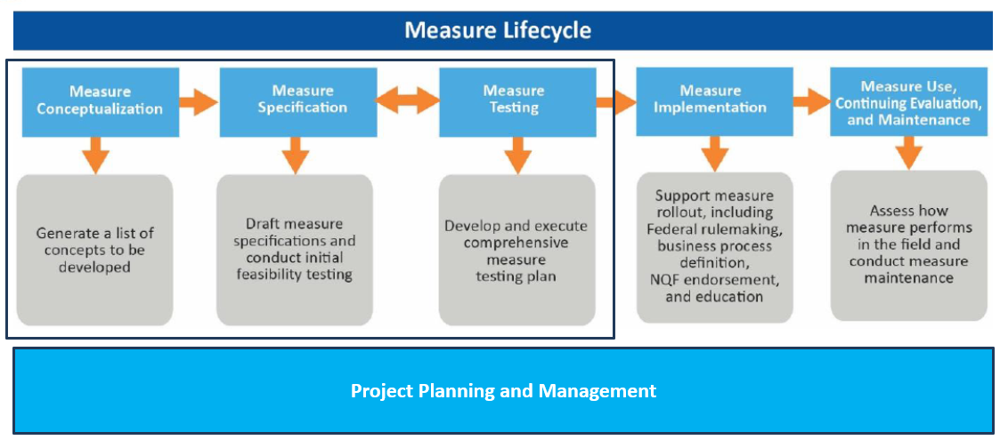 Measure Lifecycle
Measure
Conceptualization
Measure
Specification
Measure
Testing
Measure
Implementation
Measure Use,
Continuing Evaluation,
and Maintenance
Generate a list of
concepts to be
developed
Draft measure
specifications and
conduct initial
feasibility testing
Develop and execute
comprehensive
measure
testing plan
Support measure
rollout, including
Federal rulemaking,
business process
definition,
NQF endorsement,
and education
Assess how
measure performs
in the field and
conduct measure
maintenance
Project Planning and Management